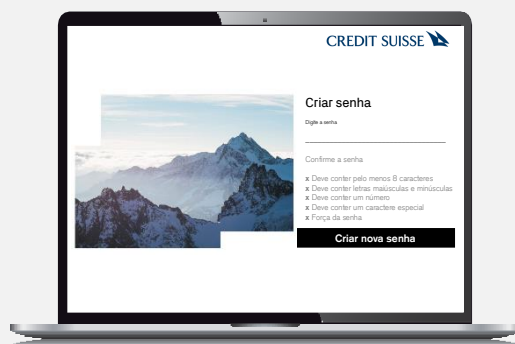 CREDIT SUISSE
Criar senha
Digite a senha
Confirme a senha
x Deve conter pelo menos 8 caracteres
x Deve conter letras maiúsculas e minúsculas
x Deve conter um número
x Deve conter um caractere especial
x Força da senha
Criar nova senha